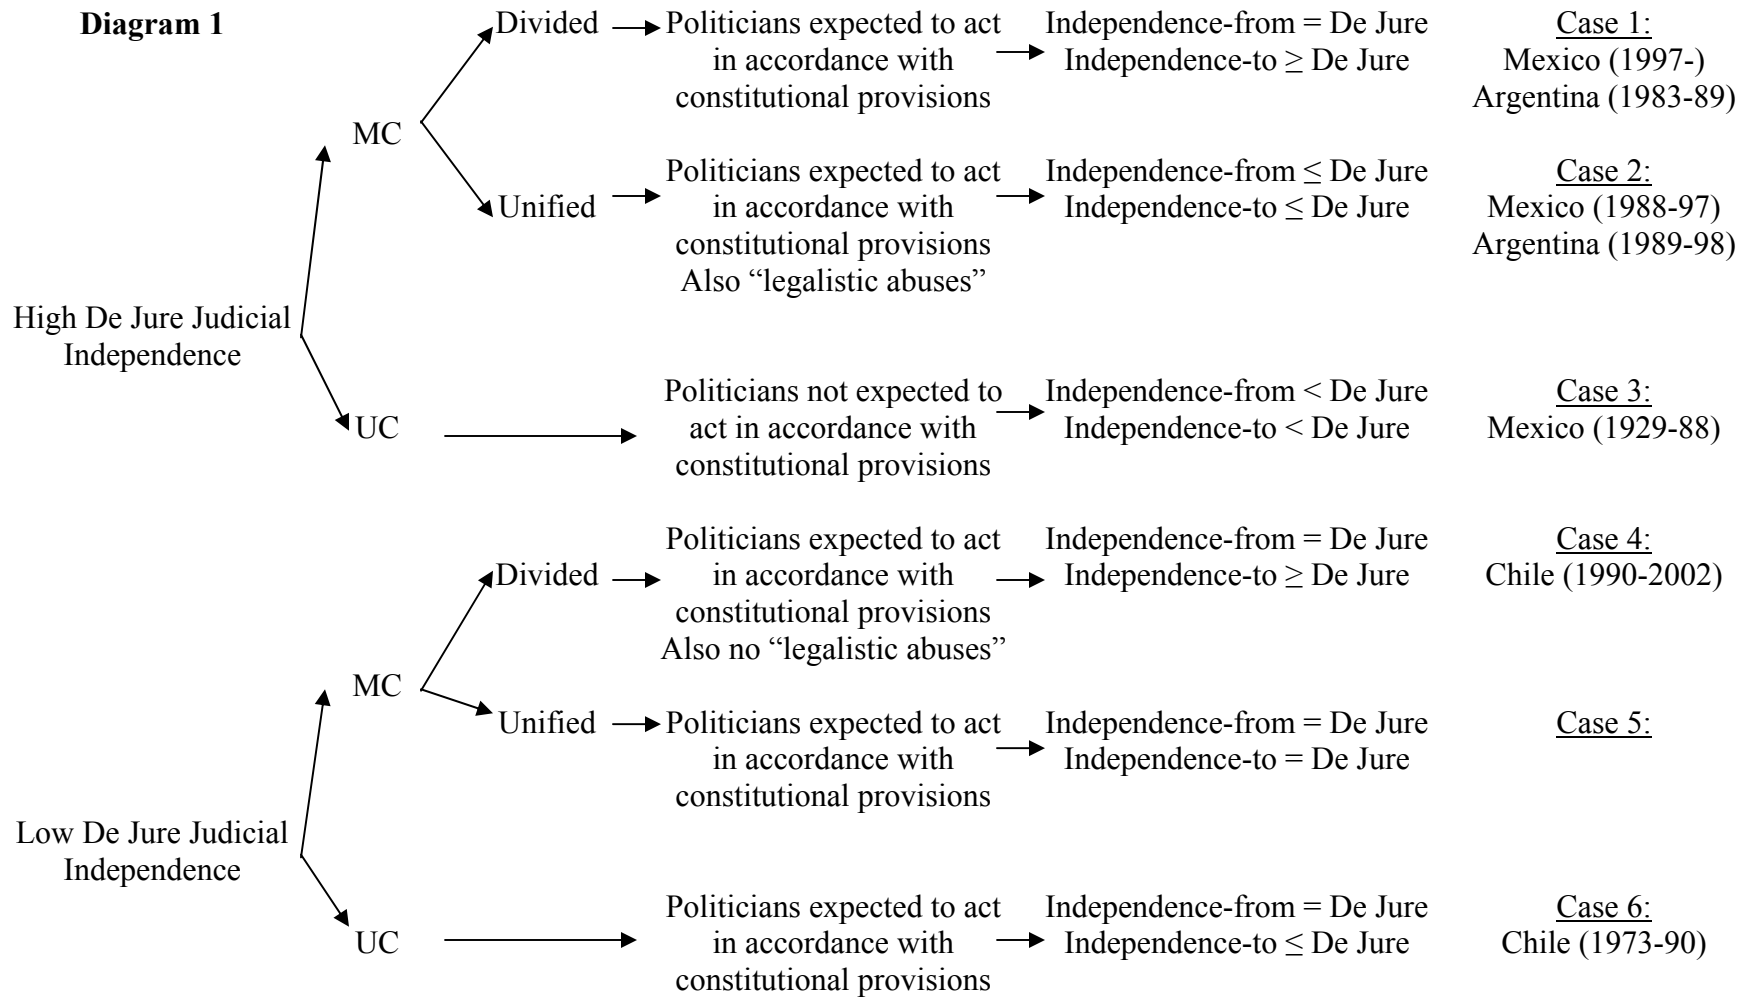 Diagram 1
High De Jure Judicial
Independence
MC
Divided
Politicians expected to act
in accordance with
constitutional provisions
Independence-from = De Jure
Independence-to ≥ De Jure
Case 1:
Mexico (1997-)
Argentina (1983-89)
Unified
Politicians expected to act
in accordance with
constitutional provisions
Also “legalistic abuses”
Independence-from ≤ De Jure
Independence-to ≤ De Jure
Case 2:
Mexico (1988-97)
Argentina (1989-98)
UC
Politicians not expected to
act in accordance with
constitutional provisions
Independence-from < De Jure
Independence-to < De Jure
Case 3:
Mexico (1929-88)
Low De Jure Judicial
Independence
MC
Divided
Politicians expected to act
in accordance with
constitutional provisions
Also no “legalistic abuses”
Independence-from = De Jure
Independence-to ≥ De Jure
Case 4:
Chile (1990-2002)
Unified
Politicians expected to act
in accordance with
constitutional provisions
Independence-from = De Jure
Independence-to = De Jure
Case 5:
UC
Politicians expected to act
in accordance with
constitutional provisions
Independence-from = De Jure
Independence-to ≤ De Jure
Case 6:
Chile (1973-90)